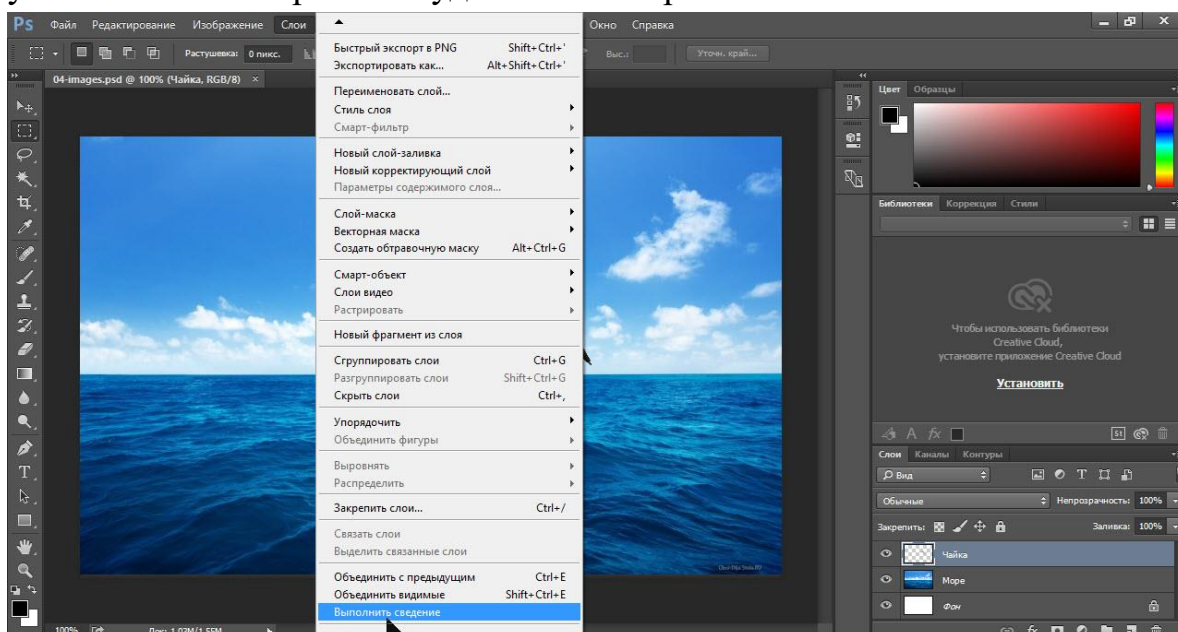 Ps Файл Редактирование Изображение Слои Окно Справка
Растушевка: 0 пикс. Выс.: Уточн. край...
04-images.psd @ 100% (Чайка, RGB/8) ×
Быстрый экспорт в PNG Shift+Ctrl+'
Экспортировать как... Alt+Shift+Ctrl+'
Переименовать слой...
Стиль слоя
Смарт-фильтр
Новый слой-заливка
Новый корректирующий слой
Параметры содержимого слоя...
Слой-маска
Векторная маска
Создать обтравочную маску Alt+Ctrl+G
Смарт-объект
Слои видео
Растрировать
Новый фрагмент из слоя
Сгруппировать слои Ctrl+G
Разгруппировать слои Shift+Ctrl+G
Скрыть слои Ctrl+,
Упорядочить
Объединить фигуры
Выровнять
Распределить
Закрепить слои... Ctrl+/
Связать слои
Выделить связанные слои
Объединить с предыдущим Ctrl+E
Объединить видимые Shift+Ctrl+E
Выполнить сведение
Цвет Образцы
Библиотеки Коррекция Стили
Чтобы использовать библиотеки
Creative Cloud,
установите приложение Creative Cloud
Установить
Слои Каналы Контуры
Вид
Обычные Непрозрачность: 100%
Закрепить: Заливка: 100%
Чайка
Море
Фон
100% Док: 1,03M/1,55M